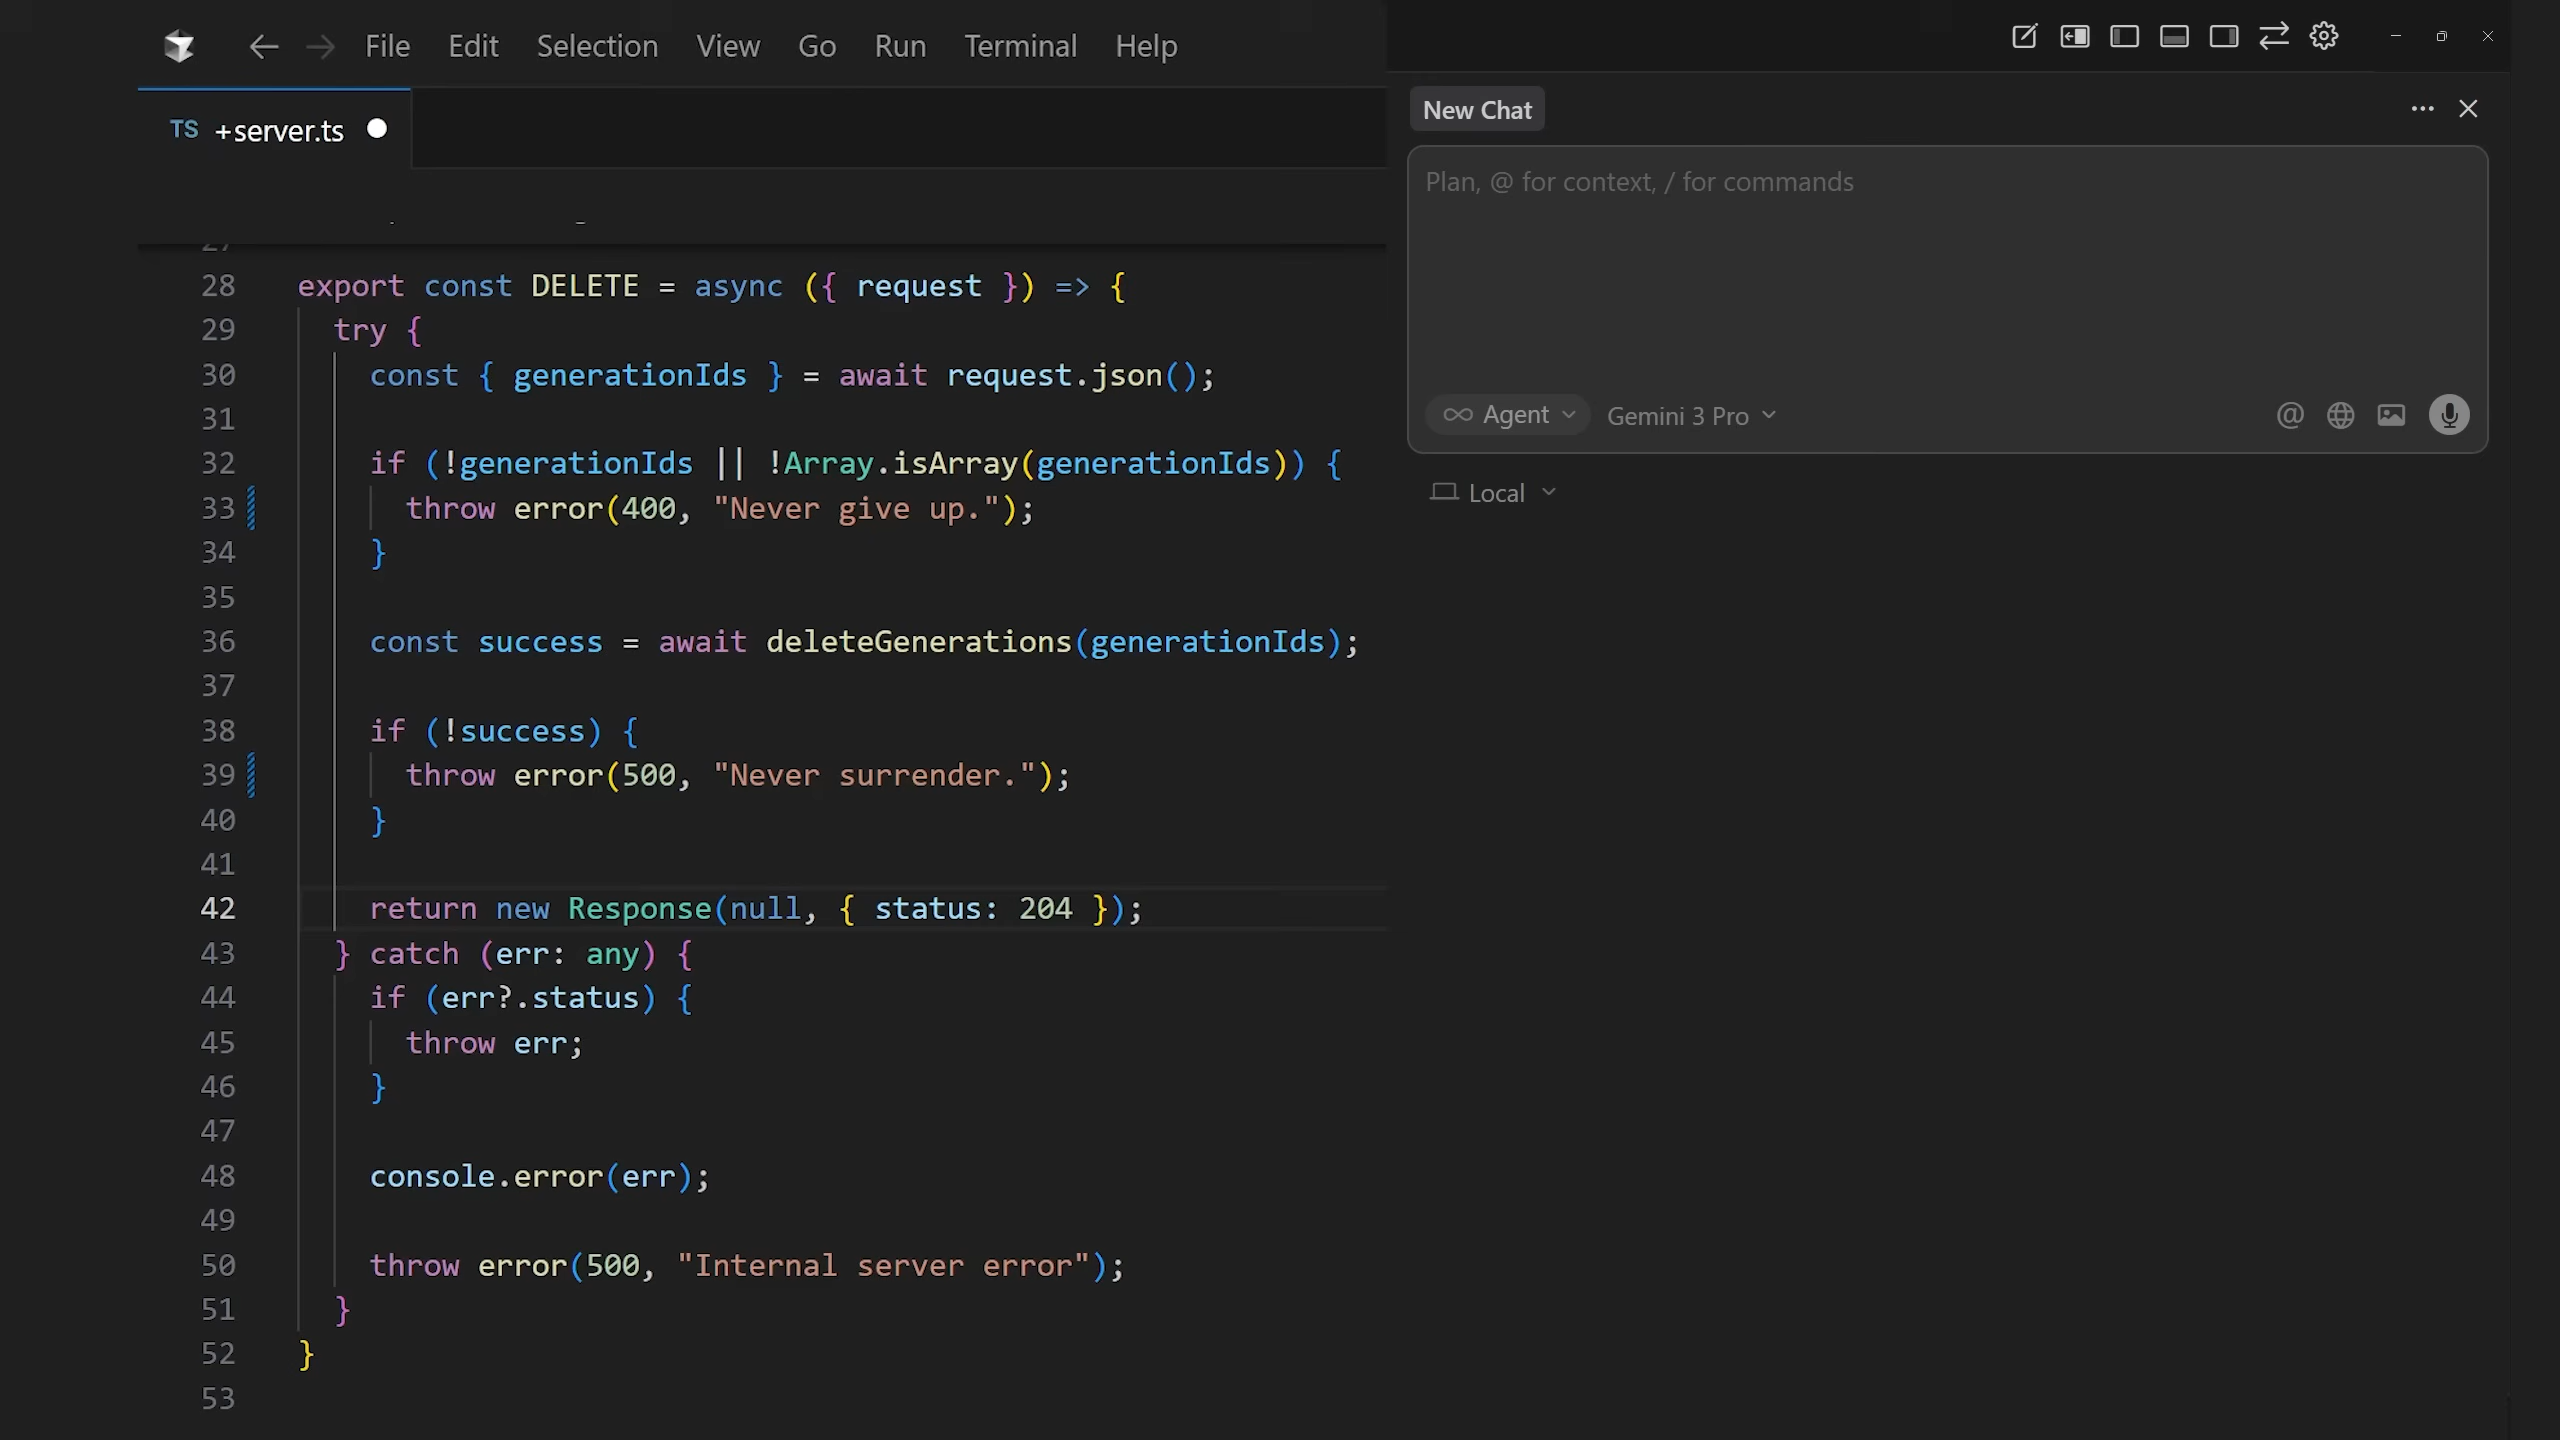 File Edit Selection View Go Run Terminal Help
TS +server.ts
New Chat
Plan, @ for context, / for commands
Agent Gemini 3 Pro
Local
28 export const DELETE = async ({ request }) => {
29 try {
30 const { generationIds } = await request.json();
31
32 if (!generationIds || !Array.isArray(generationIds)) {
33 throw error(400, "Never give up.");
34 }
35
36 const success = await deleteGenerations(generationIds);
37
38 if (!success) {
39 throw error(500, "Never surrender.");
40 }
41
42 return new Response(null, { status: 204 });
43 } catch (err: any) {
44 if (err?.status) {
45 throw err;
46 }
47
48 console.error(err);
49
50 throw error(500, "Internal server error");
51 }
52 }
53